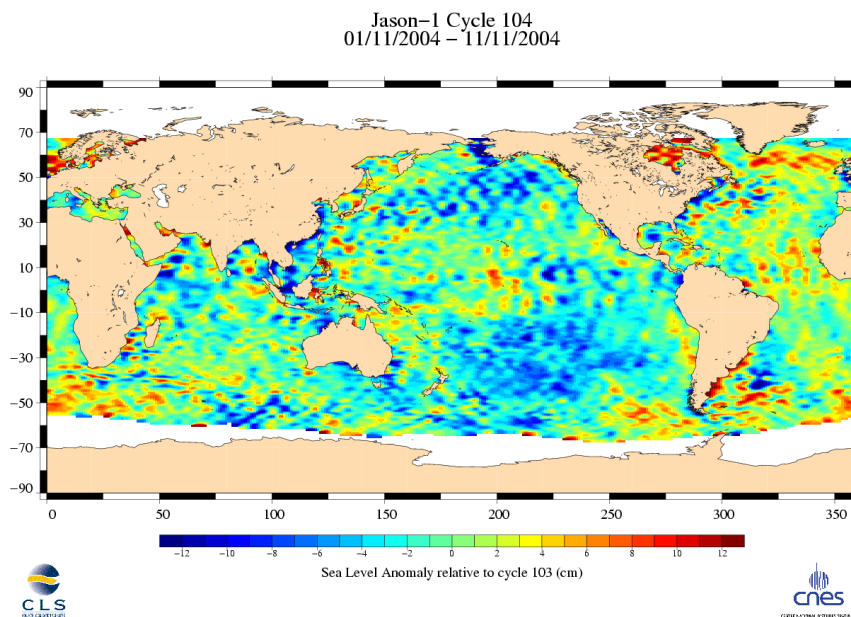 Jason-1 Cycle 104
01/11/2004 - 11/11/2004
90
70
50
30
10
-10
-30
-50
-70
-90
0 50 100 150 200 250 300 350
-12 -10 -8 -6 -4 -2 0 2 4 6 8 10 12
Sea Level Anomaly relative to cycle 103 (cm)
CLS
cnes